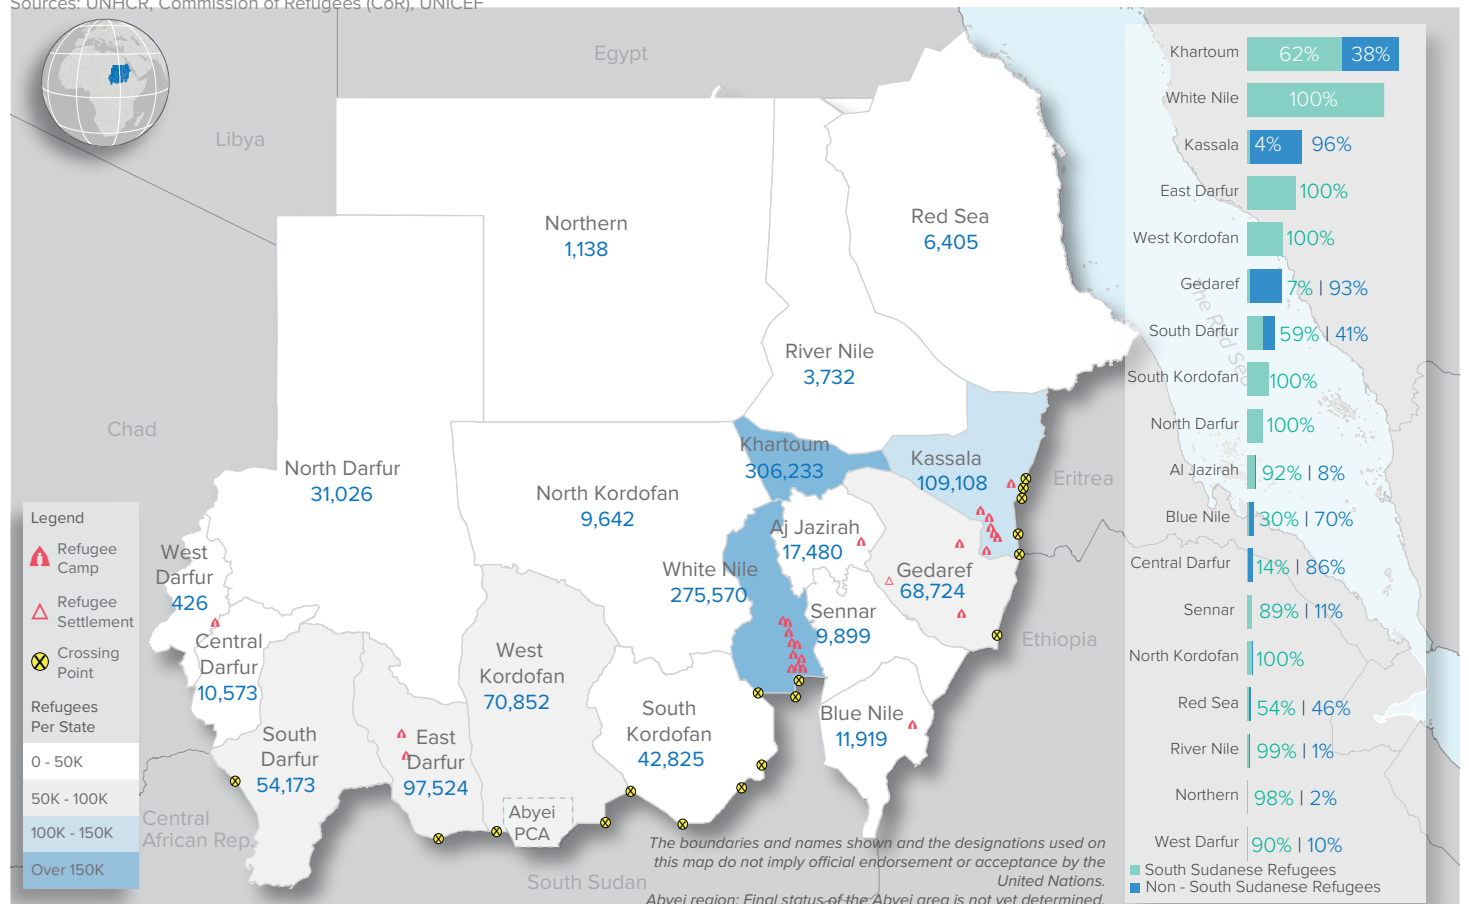 Sources: UNHCR, Commission of Refugees (CoR), UNICEF
Egypt
Libya
Chad
Eritrea
Ethiopia
South Sudan
Central
African Rep.
The Red Sea
Northern
1,138
Red Sea
6,405
River Nile
3,732
Khartoum
306,233
Kassala
109,108
North Darfur
31,026
North Kordofan
9,642
Aj Jazirah
17,480
White Nile
275,570
Gedaref
68,724
Sennar
9,899
West
Darfur
426
Central
Darfur
10,573
West
Kordofan
70,852
South
Kordofan
42,825
Blue Nile
11,919
South
Darfur
54,173
East
Darfur
97,524
Abyei
PCA
Legend
Refugee
Camp
Refugee
Settlement
Crossing
Point
Refugees
Per State
0 - 50K
50K - 100K
100K - 150K
Over 150K
Khartoum 62% 38%
White Nile 100%
Kassala 4% 96%
East Darfur 100%
West Kordofan 100%
Gedaref 7% | 93%
South Darfur 59% | 41%
South Kordofan 100%
North Darfur 100%
Al Jazirah 92% | 8%
Blue Nile 30% | 70%
Central Darfur 14% | 86%
Sennar 89% | 11%
North Kordofan 100%
Red Sea 54% | 46%
River Nile 99% | 1%
Northern 98% | 2%
West Darfur 90% | 10%
South Sudanese Refugees
Non - South Sudanese Refugees
The boundaries and names shown and the designations used on
this map do not imply official endorsement or acceptance by the
United Nations.
Abyei region: Final status of the Abyei area is not yet determined.